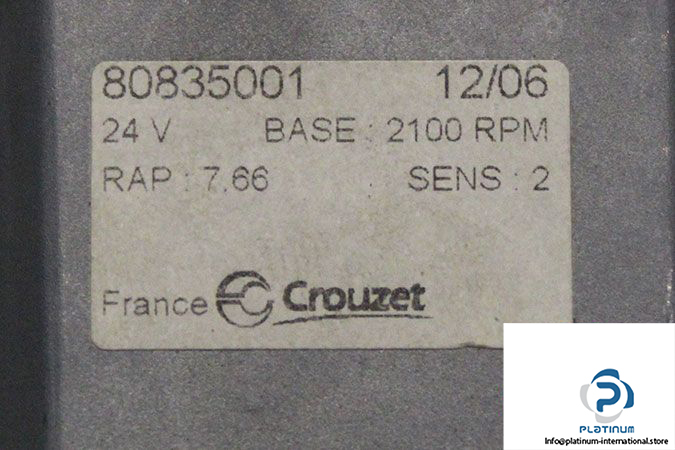 80835001 12/06
24 V BASE : 2100 RPM
RAP : 7.66 SENS : 2
France Crouzet
PLATINUM
Info@platinum-international.store